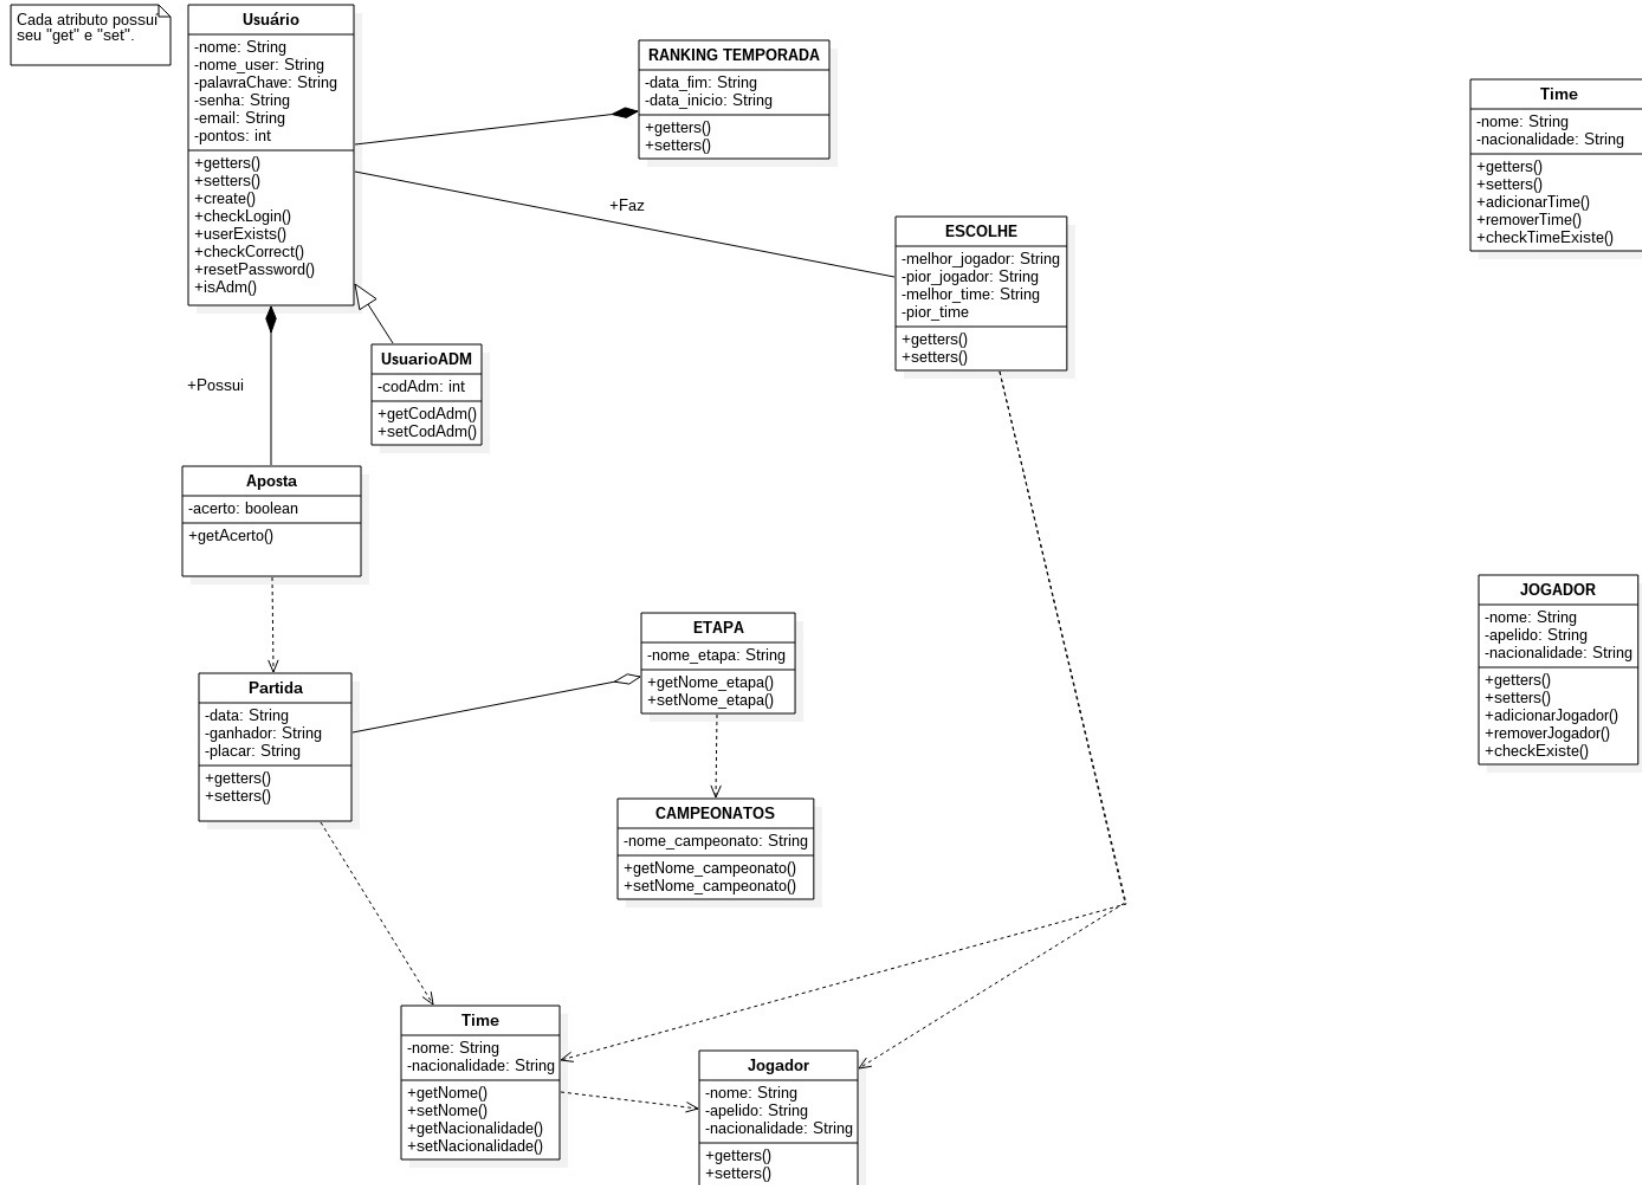 Cada atributo possui
seu "get" e "set".
Usuário
-nome: String
-nome_user: String
-palavraChave: String
-senha: String
-email: String
-pontos: int
+getters()
+setters()
+create()
+checkLogin()
+userExists()
+checkCorrect()
+resetPassword()
+isAdm()
RANKING TEMPORADA
-data_fim: String
-data_inicio: String
+getters()
+setters()
Time
-nome: String
-nacionalidade: String
+getters()
+setters()
+adicionarTime()
+removerTime()
+checkTimeExiste()
+Faz
ESCOLHE
-melhor_jogador: String
-pior_jogador: String
-melhor_time: String
-pior_time
+getters()
+setters()
UsuarioADM
-codAdm: int
+getCodAdm()
+setCodAdm()
+Possui
Aposta
-acerto: boolean
+getAcerto()
ETAPA
-nome_etapa: String
+getNome_etapa()
+setNome_etapa()
JOGADOR
-nome: String
-apelido: String
-nacionalidade: String
+getters()
+setters()
+adicionarJogador()
+removerJogador()
+checkExiste()
Partida
-data: String
-ganhador: String
-placar: String
+getters()
+setters()
CAMPEONATOS
-nome_campeonato: String
+getNome_campeonato()
+setNome_campeonato()
Time
-nome: String
-nacionalidade: String
+getNome()
+setNome()
+getNacionalidade()
+setNacionalidade()
Jogador
-nome: String
-apelido: String
-nacionalidade: String
+getters()
+setters()